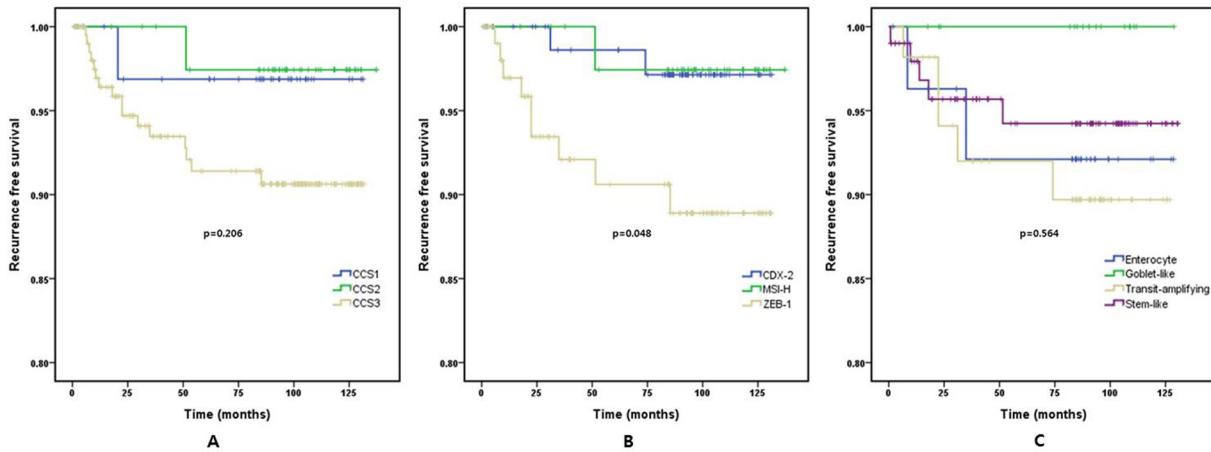 Recurrence free survival
1.00
0.95
0.90
0.85
0.80
p=0.206
CCS1
CCS2
CCS3
0 25 50 75 100 125
Time (months)
A
Recurrence free survival
1.00
0.95
0.90
0.85
0.80
p=0.048
CDX-2
MSI-H
ZEB-1
0 25 50 75 100 125
Time (months)
B
Recurrence free survival
1.00
0.95
0.90
0.85
0.80
p=0.564
Enterocyte
Goblet-like
Transit-amplifying
Stem-like
0 25 50 75 100 125
Time (months)
C